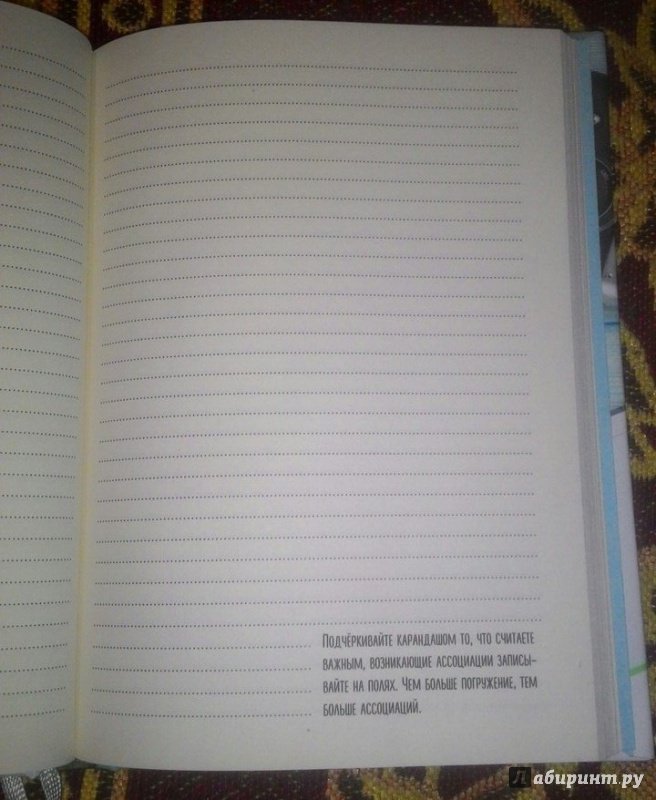 Подчёркивайте карандашом то, что считаете
важным, возникающие ассоциации записы-
вайте на полях. Чем больше погружение, тем
больше ассоциаций.
Лабиринт.ру